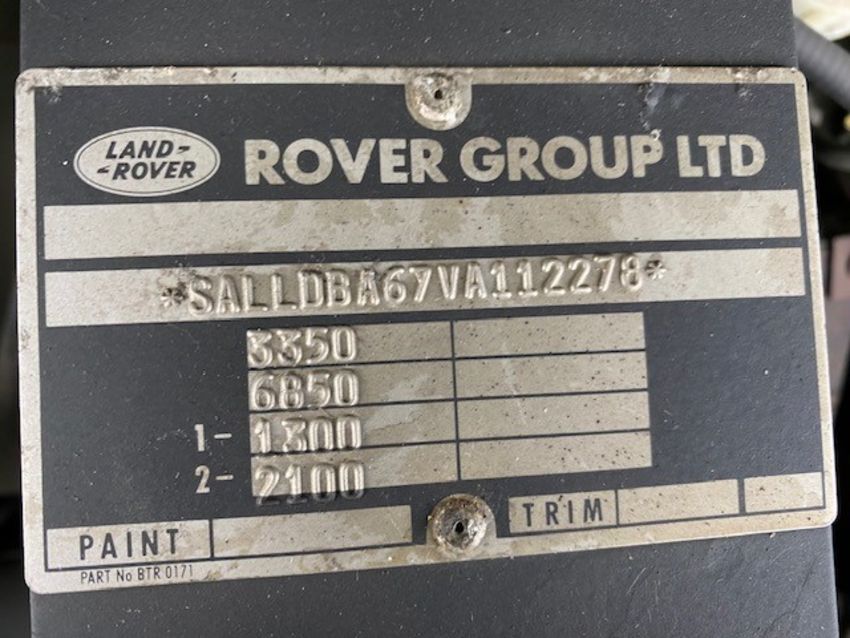 LAND-
-ROVER
ROVER GROUP LTD
*SALLDBA67VA112278*
3350
6850
1- 1300
2- 2100
PAINT
TRIM
PART No BTR 0171